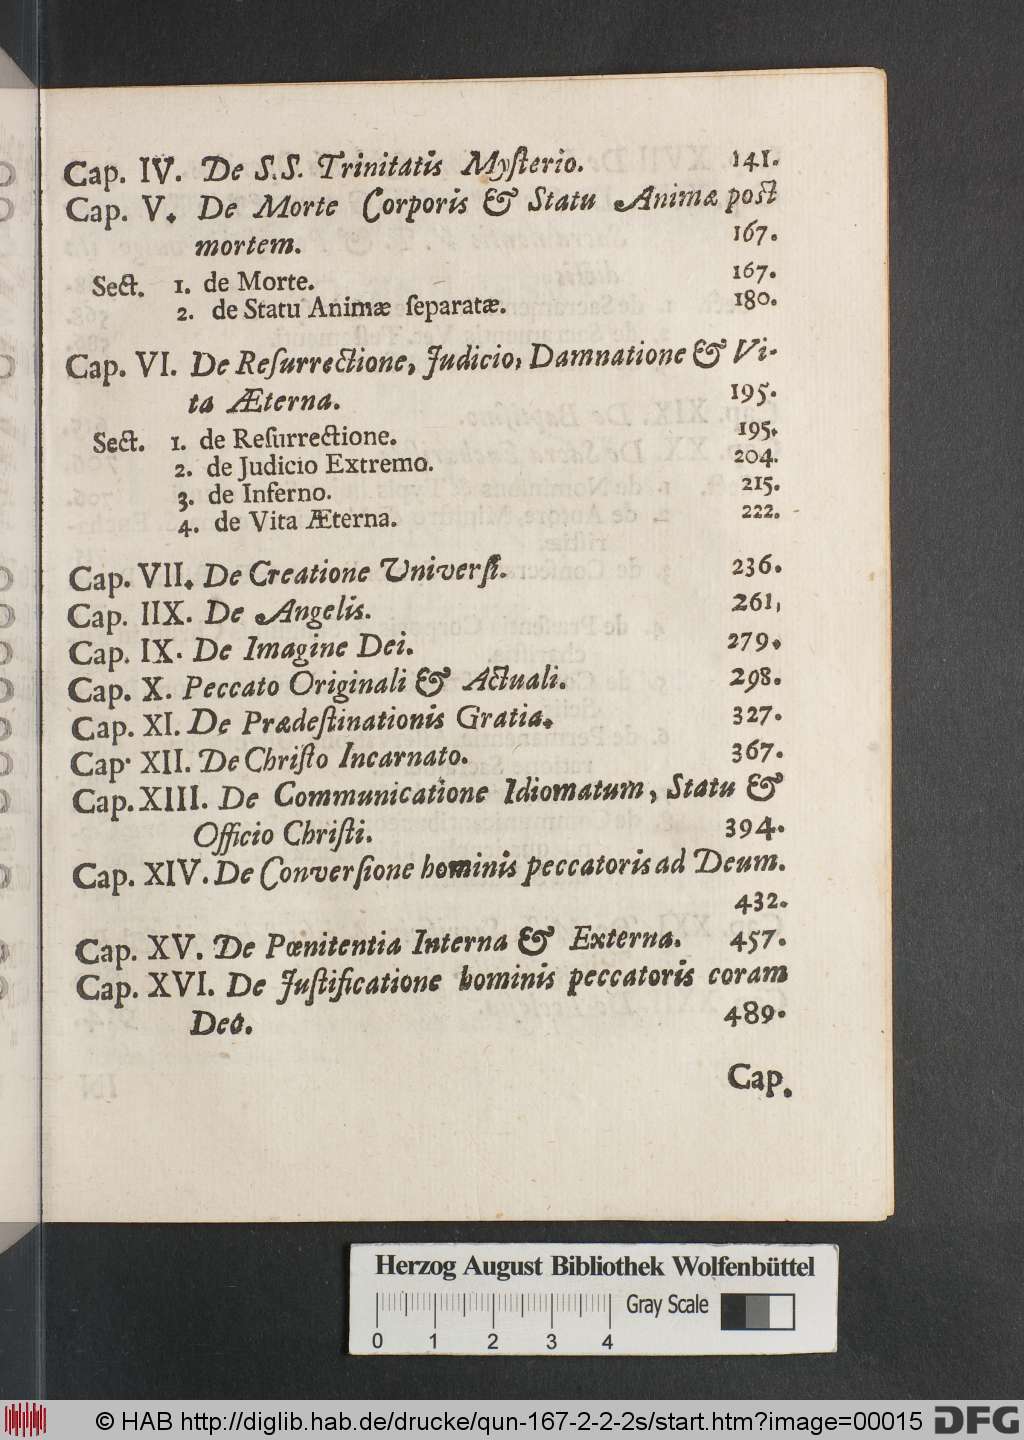 Cap. IV. De S.S. Trinitatis Myſterio. 141.
Cap. V. De Morte Corporis & Statu Animæ post
mortem. 167.
Sect. 1. de Morte. 167.
2. de Statu Animæ ſeparatæ. 180.
Cap. VI. De Reſurrectione, Judicio, Damnatione & Vi-
ta Æterna. 195.
Sect. 1. de Reſurrectione. 195.
2. de Judicio Extremo. 204.
3. de Inferno. 215.
4. de Vita Æterna. 222.
Cap. VII. De Creatione Univerſi. 236.
Cap. IIX. De Angelis. 261,
Cap. IX. De Imagine Dei. 279.
Cap. X. Peccato Originali & Actuali. 298.
Cap. XI. De Prædeſtinationis Gratia. 327.
Cap. XII. De Chriſto Incarnato. 367.
Cap. XIII. De Communicatione Idiomatum, Statu &
Officio Chriſti. 394.
Cap. XIV. De Converſione hominis peccatoris ad Deum.
432.
Cap. XV. De Pœnitentia Interna & Externa. 457.
Cap. XVI. De Juſtificatione hominis peccatoris coram
Deo. 489.
Cap.
Herzog August Bibliothek Wolfenbüttel
Gray Scale
0 1 2 3 4
© HAB http://diglib.hab.de/drucke/qun-167-2-2-2s/start.htm?image=00015
DFG